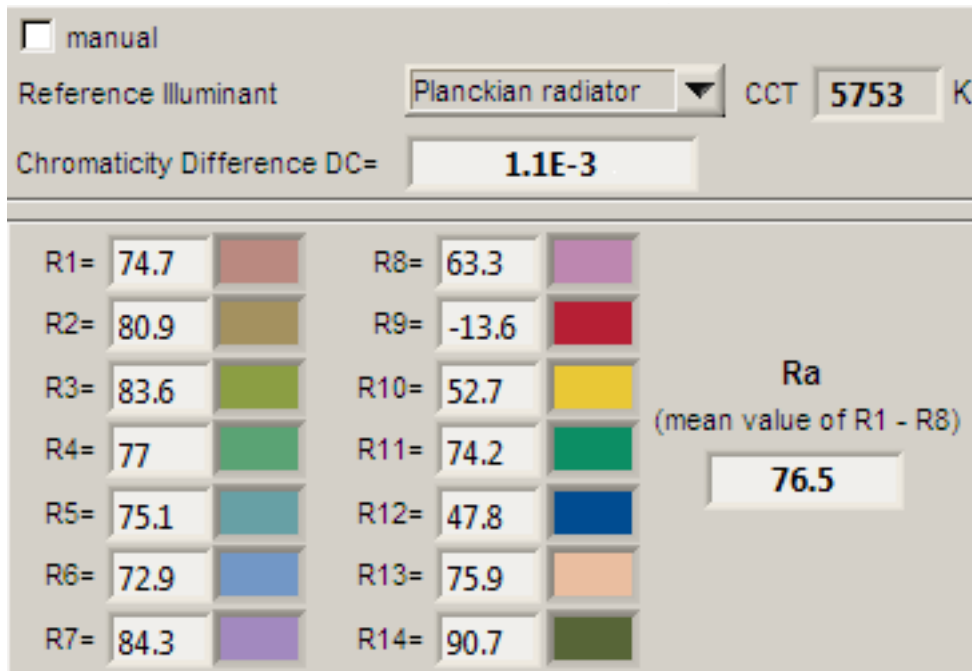 manual
Reference Illuminant Planckian radiator CCT 5753 K
Chromaticity Difference DC= 1.1E-3
R1= 74.7 R8= 63.3
R2= 80.9 R9= -13.6
R3= 83.6 R10= 52.7
Ra
R4= 77 R11= 74.2
(mean value of R1 - R8)
76.5
R5= 75.1 R12= 47.8
R6= 72.9 R13= 75.9
R7= 84.3 R14= 90.7